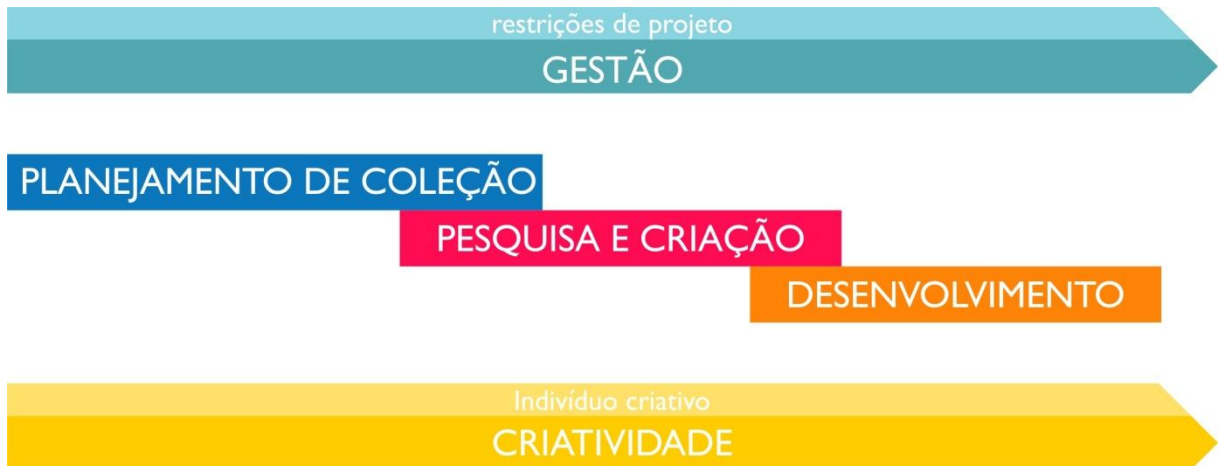 restrições de projeto
GESTÃO
PLANEJAMENTO DE COLEÇÃO
PESQUISA E CRIAÇÃO
DESENVOLVIMENTO
Indivíduo criativo
CRIATIVIDADE